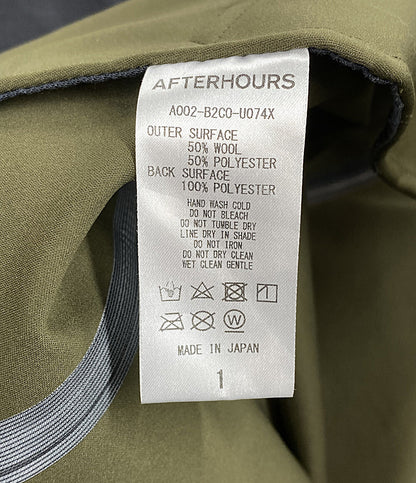 AFTERHOURS
A002-B2C0-U074X
OUTER SURFACE
50% WOOL
50% POLYESTER
BACK SURFACE
100% POLYESTER
HAND WASH COLD
DO NOT BLEACH
DO NOT TUMBLE DRY
LINE DRY IN SHADE
DO NOT IRON
DO NOT DRY CLEAN
WET CLEAN GENTLE
W
MADE IN JAPAN
1